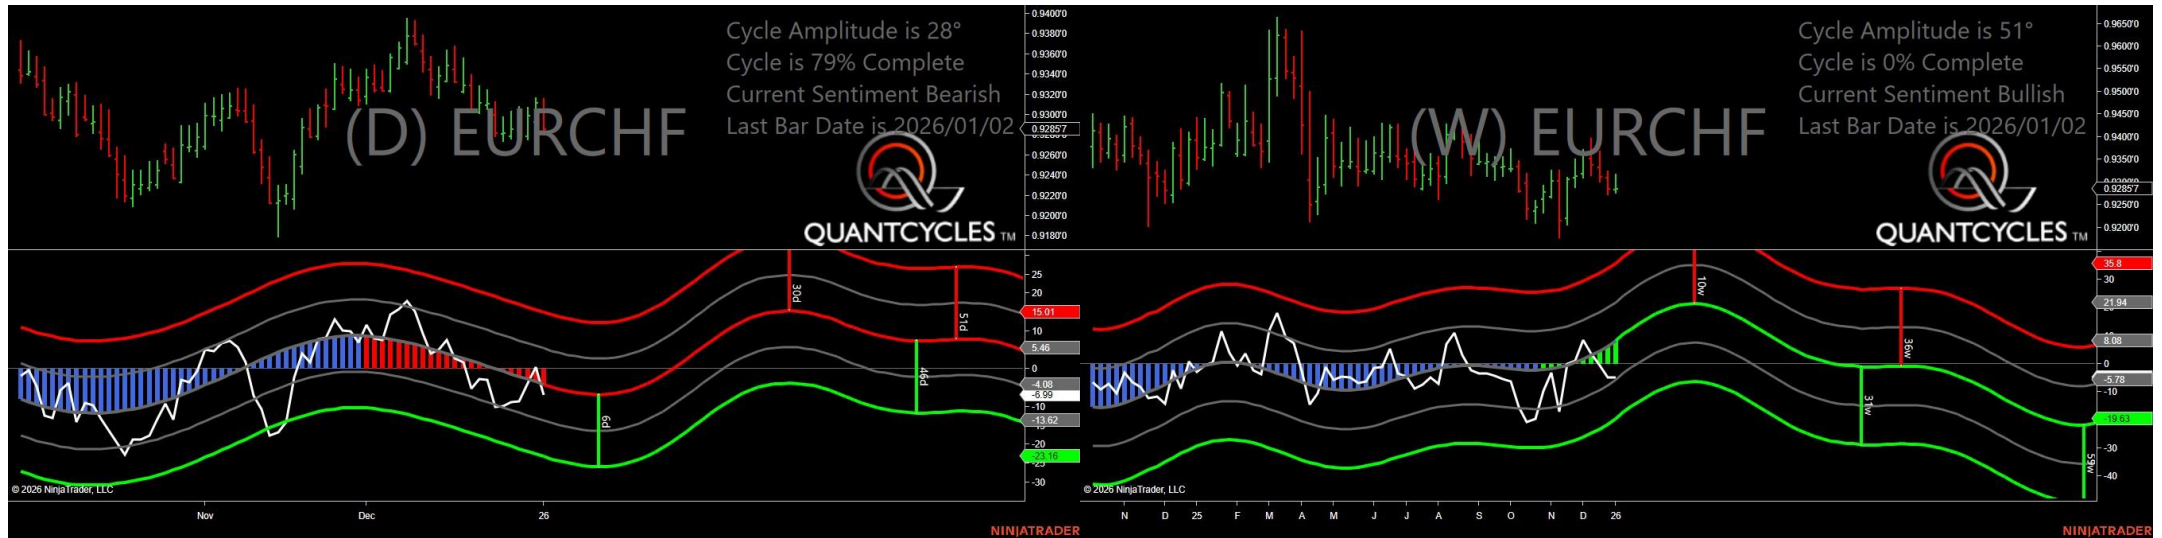 Cycle Amplitude is 28°
Cycle is 79% Complete
Current Sentiment Bearish
Last Bar Date is 2026/01/02
(D) EURCHF
QUANTCYCLES TM
0.9400'0
0.9380'0
0.9360'0
0.9340'0
0.9320'0
0.9300'0
0.92857
0.9260'0
0.9240'0
0.9220'0
0.9200'0
0.9180'0
25
20
15.01
10
5.46
0
-4.08
-6.99
-10
-13.62
-20
-23.16
-30
30d
51d
46d
6d
© 2026 NinjaTrader, LLC
Nov
Dec
26
NINJATRADER
Cycle Amplitude is 51°
Cycle is 0% Complete
Current Sentiment Bullish
Last Bar Date is 2026/01/02
(W) EURCHF
QUANTCYCLES TM
0.9650'0
0.9600'0
0.9550'0
0.9500'0
0.9450'0
0.9400'0
0.9350'0
0.92857
0.9250'0
0.9200'0
35.8
30
21.94
8.08
0
-5.78
-10
-19.63
-30
-40
10w
36w
31w
59w
© 2026 NinjaTrader, LLC
N D 25 F M A M J J A S O N D 26
NINJATRADER